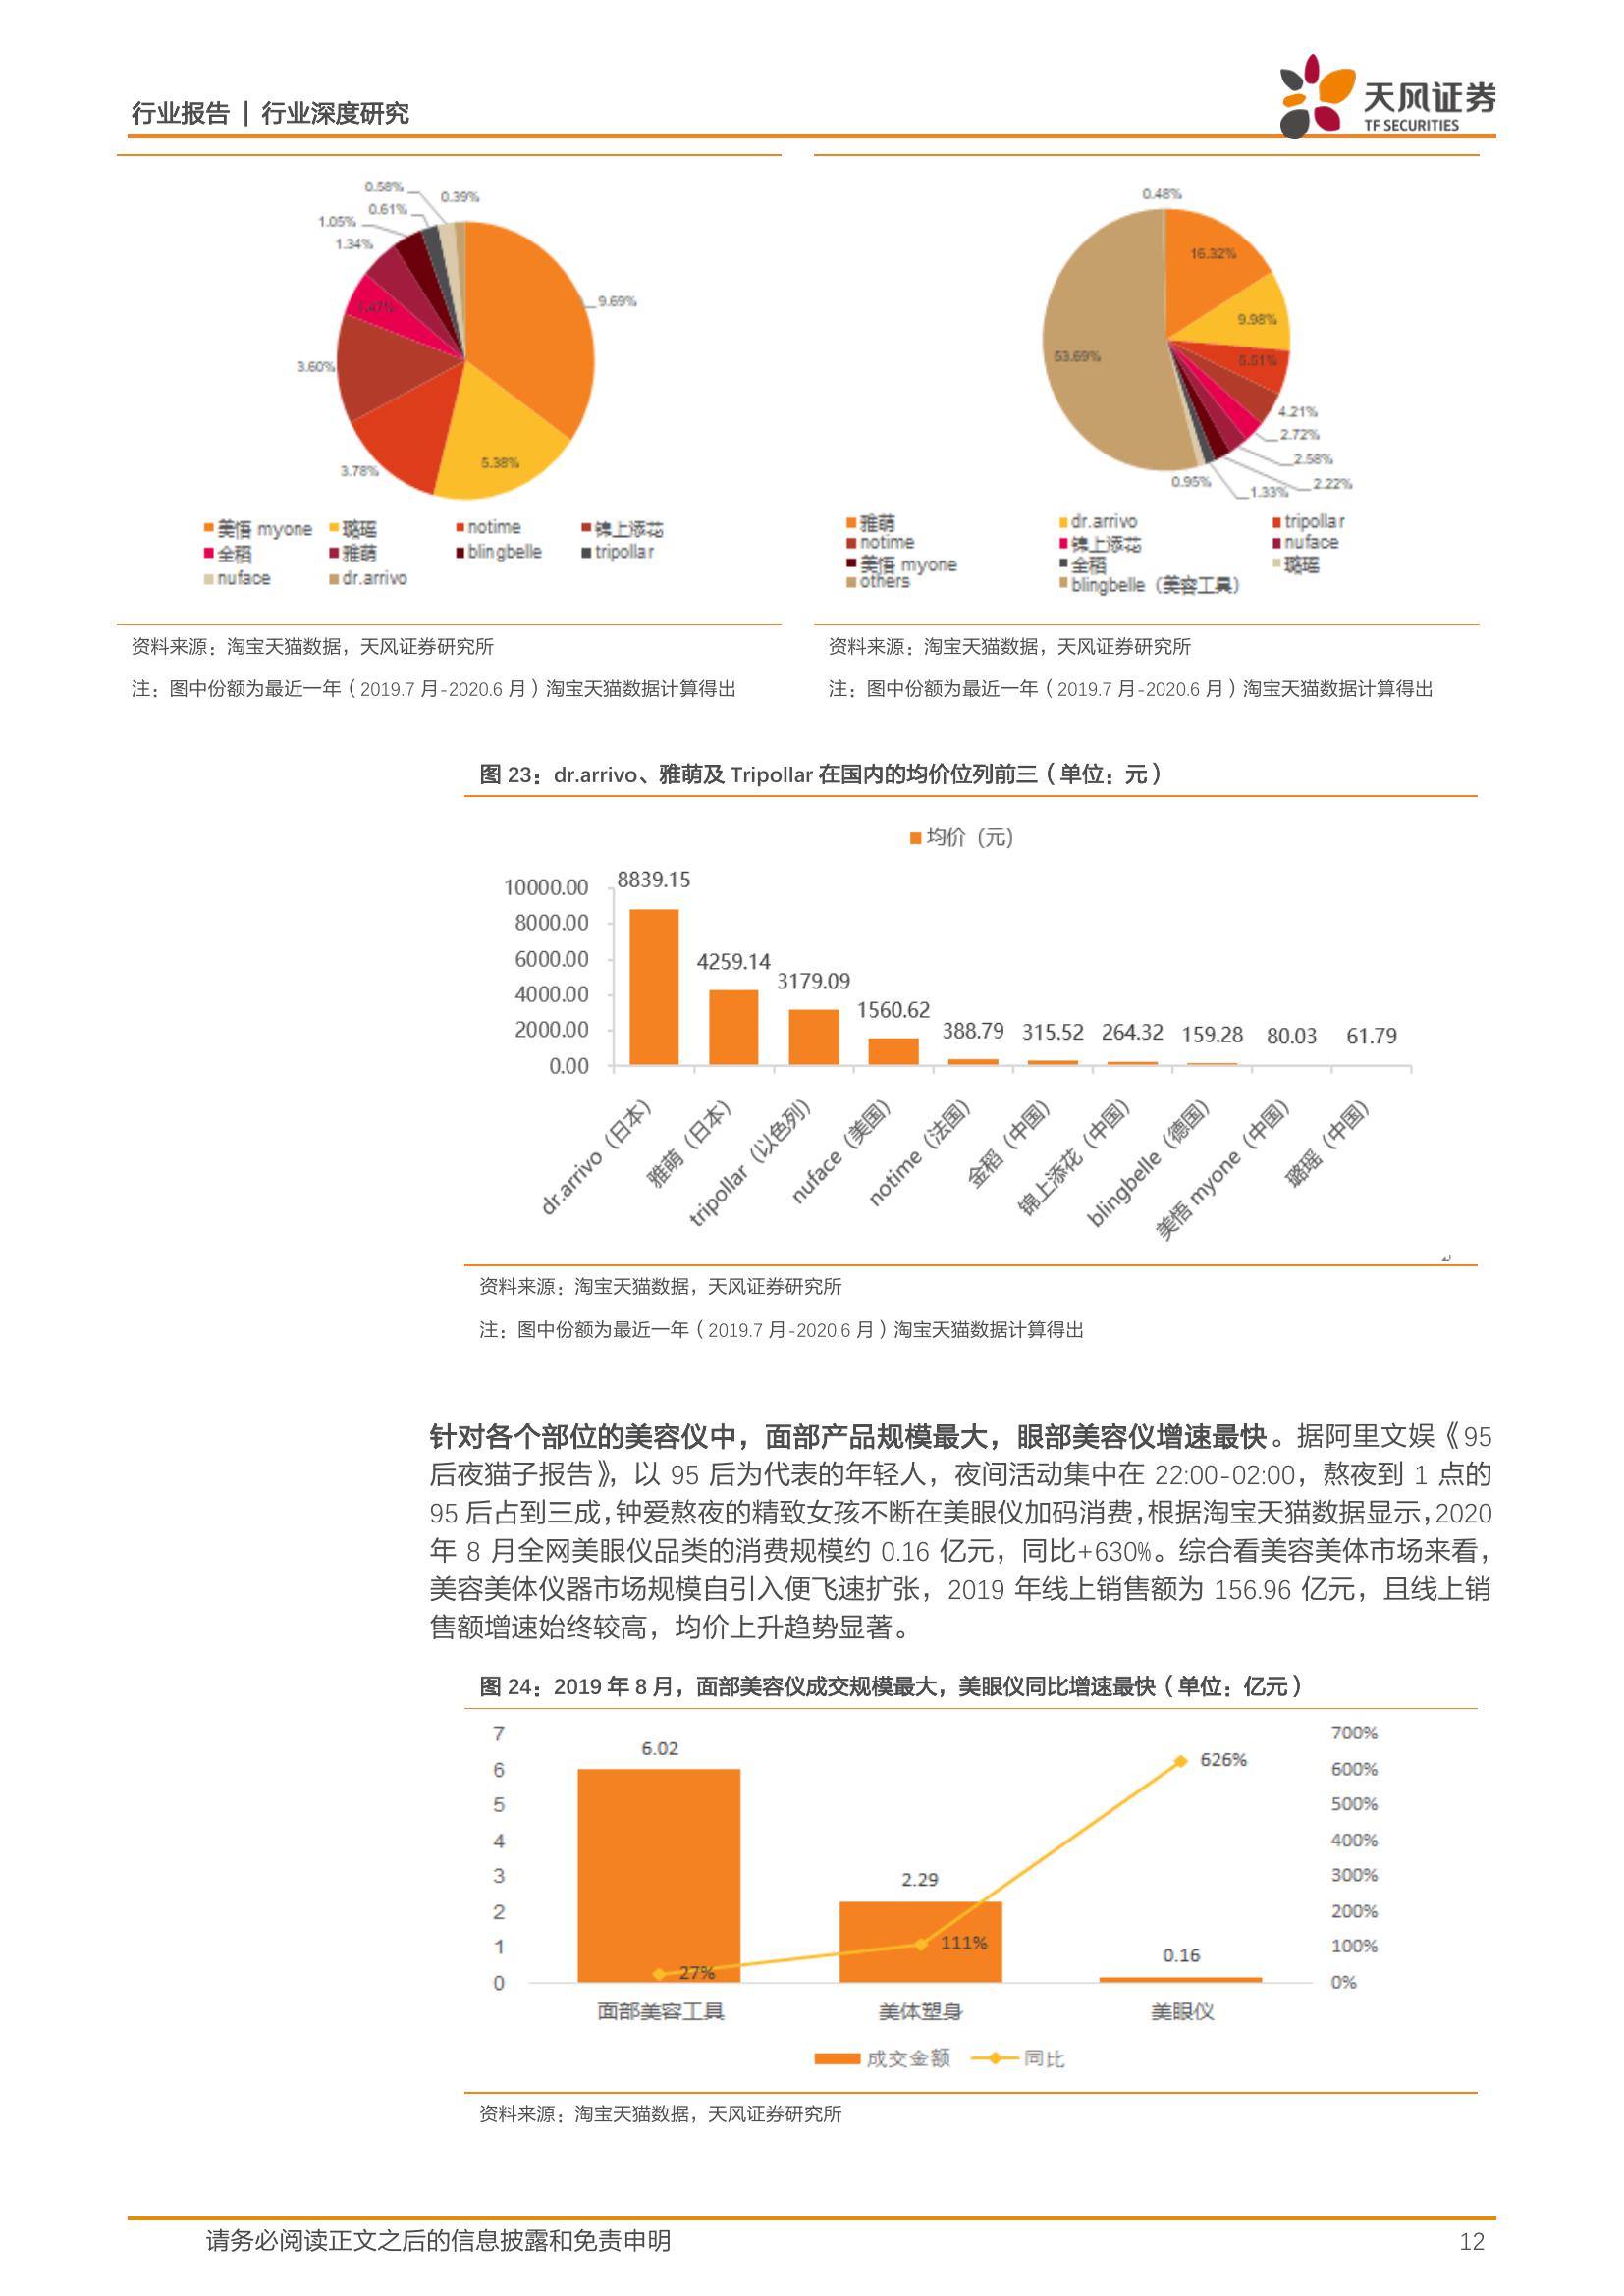 行业报告 | 行业深度研究
天风证券
TF SECURITIES
0.58%
0.39%
0.61%
1.05%
1.34%
9.69%
3.60%
5.38%
3.78%
美悟 myone 璐瑶 notime 锦上添花
金稻 雅萌 blingbelle tripollar
nuface dr.arrivo
0.48%
16.32%
9.98%
5.51%
53.69%
4.21%
2.72%
2.58%
2.22%
0.95%
1.33%
雅萌 dr.arrivo tripollar
notime 锦上添花 nuface
美悟 myone 金稻 璐瑶
others blingbelle（美容工具）
资料来源：淘宝天猫数据，天风证券研究所
注：图中份额为最近一年（2019.7 月-2020.6 月）淘宝天猫数据计算得出
资料来源：淘宝天猫数据，天风证券研究所
注：图中份额为最近一年（2019.7 月-2020.6 月）淘宝天猫数据计算得出
图 23：dr.arrivo、雅萌及 Tripollar 在国内的均价位列前三（单位：元）
均价（元）
10000.00
8000.00
6000.00
4000.00
2000.00
0.00
8839.15
4259.14
3179.09
1560.62
388.79
315.52
264.32
159.28
80.03
61.79
dr.arrivo（日本）
雅萌（日本）
tripollar（以色列）
nuface（美国）
notime（法国）
金稻（中国）
锦上添花（中国）
blingbelle（德国）
美悟 myone（中国）
璐瑶（中国）
资料来源：淘宝天猫数据，天风证券研究所
注：图中份额为最近一年（2019.7 月-2020.6 月）淘宝天猫数据计算得出
针对各个部位的美容仪中，面部产品规模最大，眼部美容仪增速最快。据阿里文娱《95
后夜猫子报告》，以 95 后为代表的年轻人，夜间活动集中在 22:00-02:00，熬夜到 1 点的
95 后占到三成，钟爱熬夜的精致女孩不断在美眼仪加码消费，根据淘宝天猫数据显示，2020
年 8 月全网美眼仪品类的消费规模约 0.16 亿元，同比+630%。综合看美容美体市场来看，
美容美体仪器市场规模自引入便飞速扩张，2019 年线上销售额为 156.96 亿元，且线上销
售额增速始终较高，均价上升趋势显著。
图 24：2019 年 8 月，面部美容仪成交规模最大，美眼仪同比增速最快（单位：亿元）
7
6
5
4
3
2
1
0
700%
600%
500%
400%
300%
200%
100%
0%
6.02
2.29
0.16
27%
111%
626%
面部美容工具
美体塑身
美眼仪
成交金额 同比
资料来源：淘宝天猫数据，天风证券研究所
请务必阅读正文之后的信息披露和免责申明
12